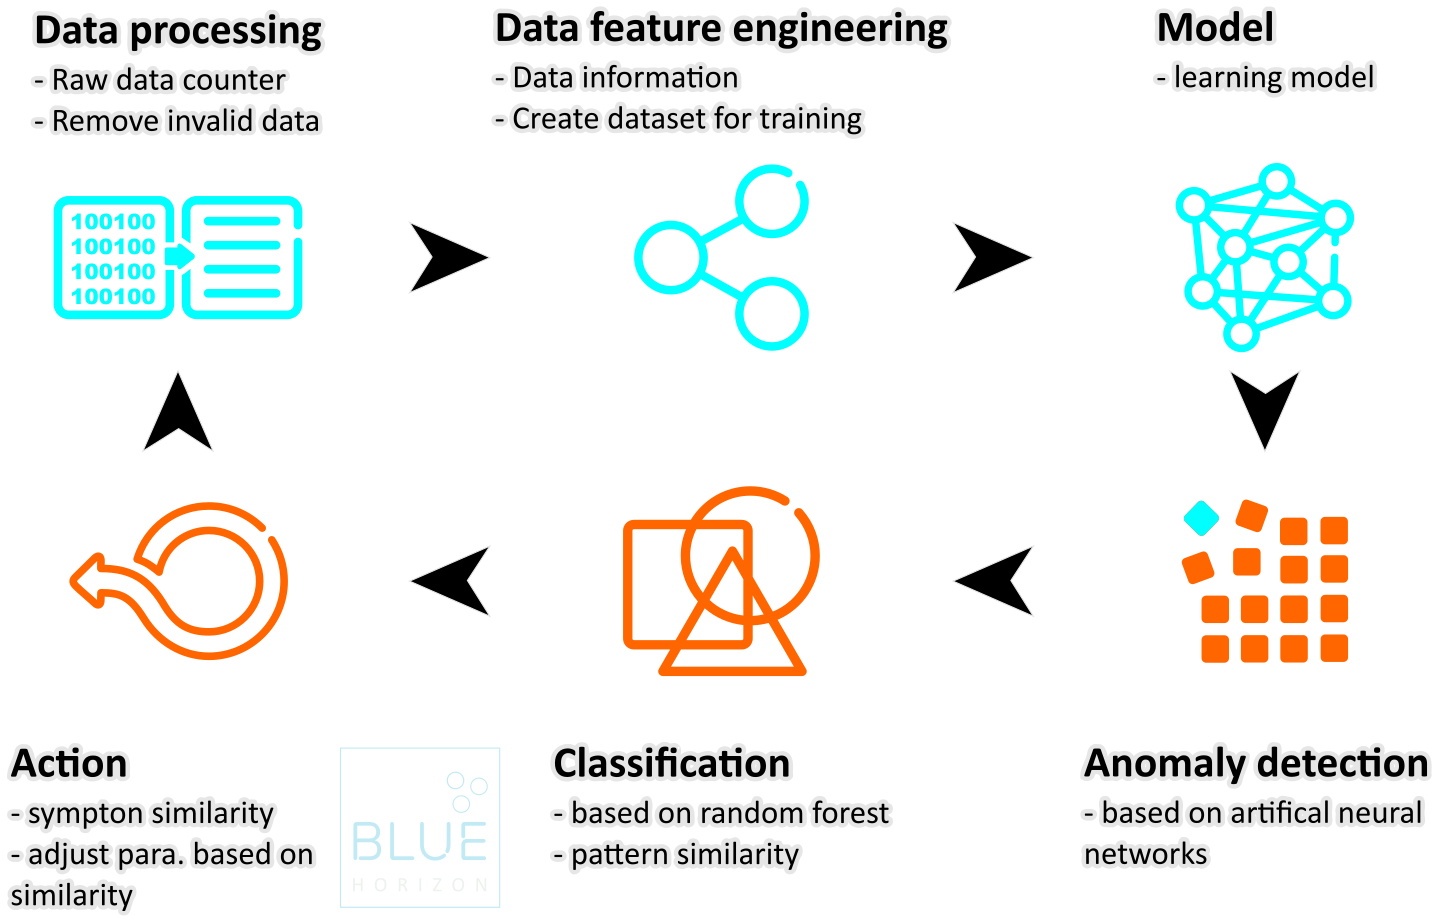 Data processing
- Raw data counter
- Remove invalid data
Data feature engineering
- Data information
- Create dataset for training
Model
- learning model
100100
100100
100100
100100
Action
- sympton similarity
- adjust para. based on
similarity
BLUE
HORIZON
Classification
- based on random forest
- pattern similarity
Anomaly detection
- based on artifical neural
networks